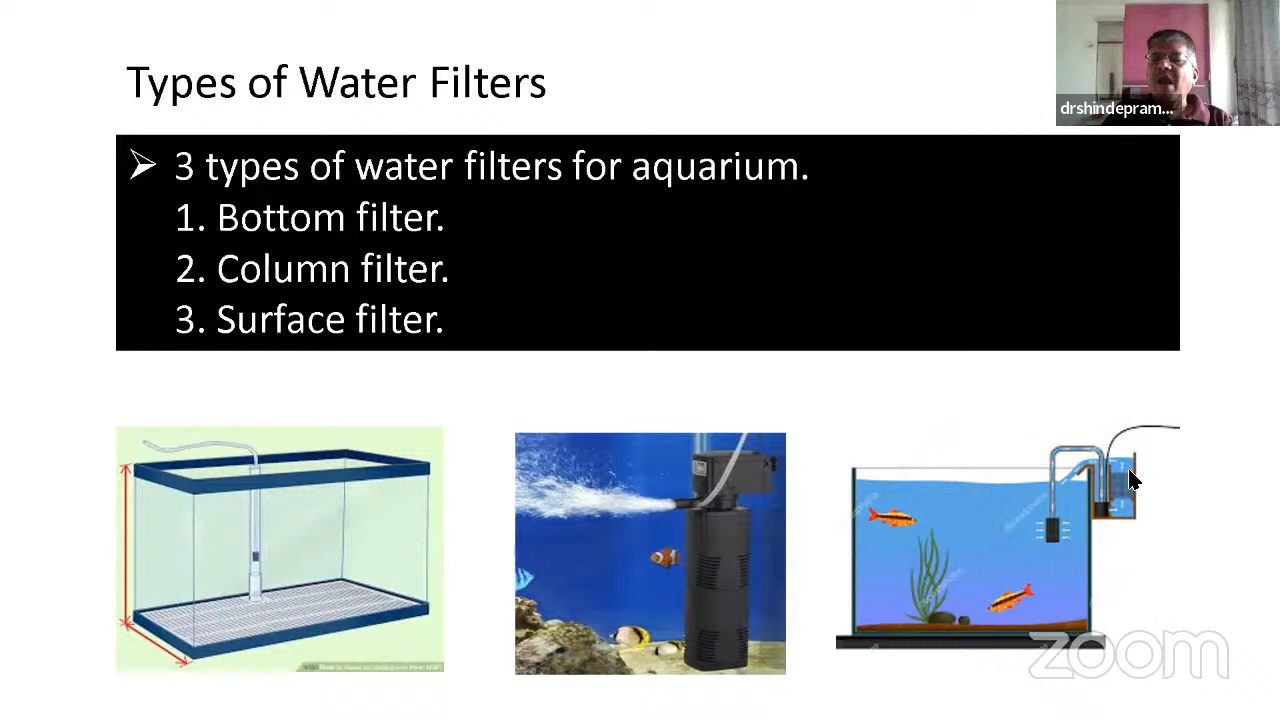 Types of Water Filters
drshindepram...
➢ 3 types of water filters for aquarium.
1. Bottom filter.
2. Column filter.
3. Surface filter.
zoom